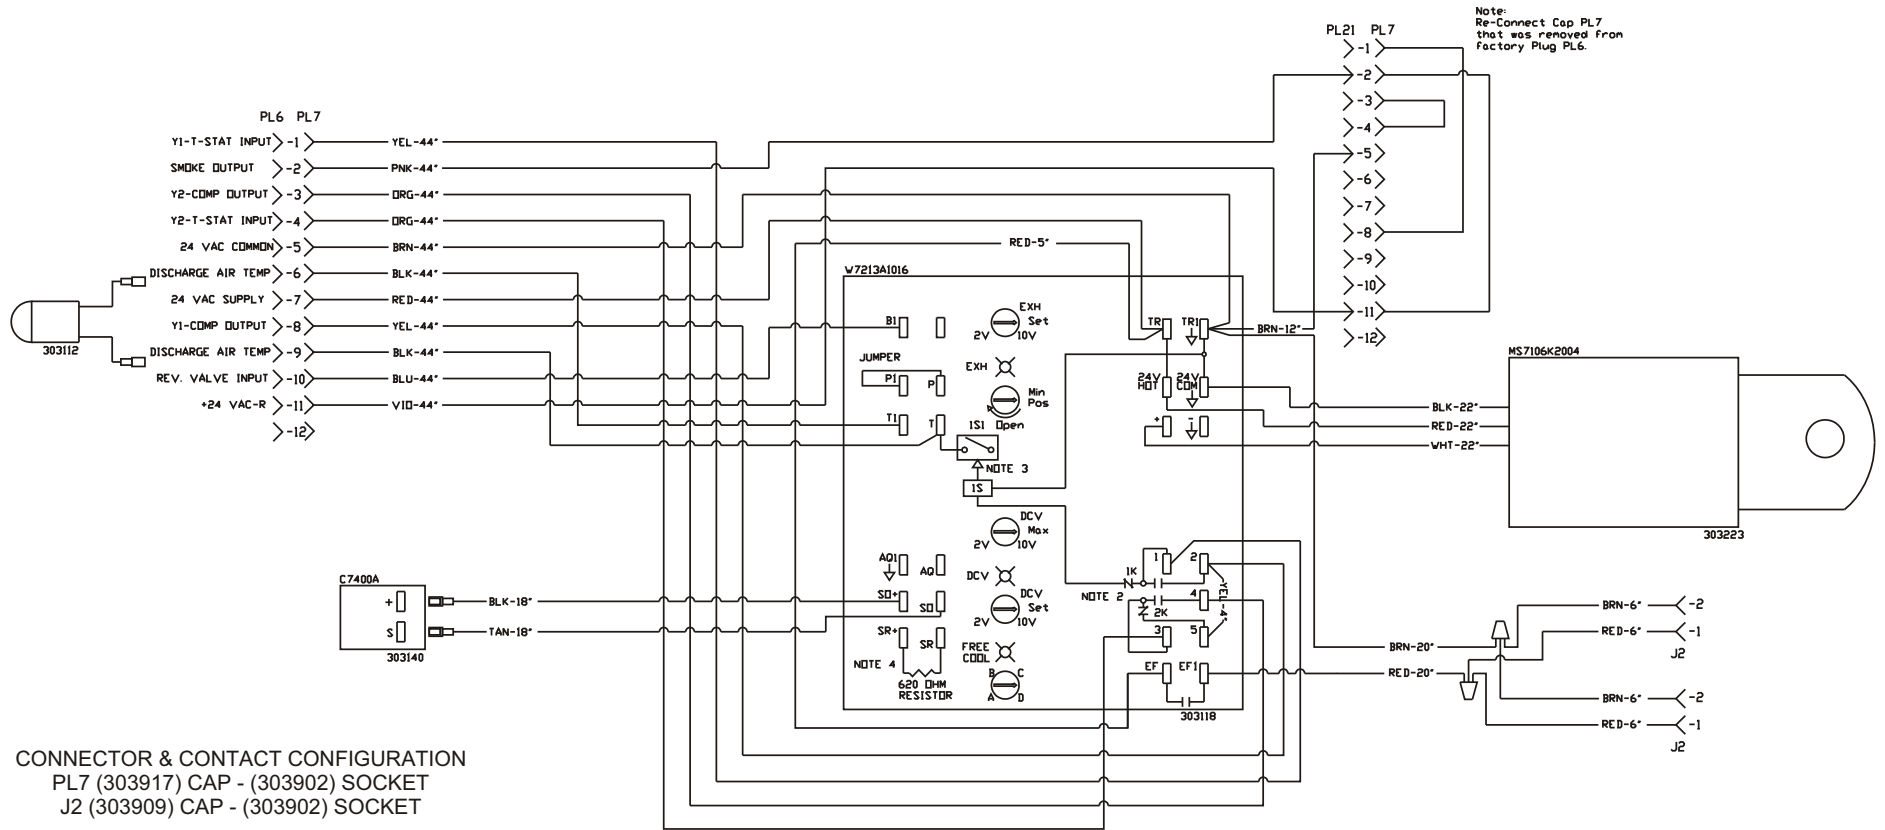 Note:
Re-Connect Cap PL7
that was removed from
factory Plug PL6.
PL21 PL7
-1
-2
-3
-4
-5
-6
-7
-8
-9
-10
-11
-12
PL6 PL7
Y1-T-STAT INPUT -1 YEL-44"
SMOKE OUTPUT -2 PNK-44"
Y2-COMP OUTPUT -3 ORG-44"
Y2-T-STAT INPUT -4 ORG-44"
24 VAC COMMON -5 BRN-44"
DISCHARGE AIR TEMP -6 BLK-44"
24 VAC SUPPLY -7 RED-44"
Y1-COMP OUTPUT -8 YEL-44"
DISCHARGE AIR TEMP -9 BLK-44"
REV. VALVE INPUT -10 BLU-44"
+24 VAC-R -11 VIO-44"
-12
303112
RED-5"
W7213A1016
B1
JUMPER
P1 P
T1 T
EXH
Set
2V 10V
EXH
Min
Pos
Open
1S1
NOTE 3
1S
TR TR1
BRN-12"
24V
HOT
24V
COM
+ -
DCV
Max
2V 10V
AQ1 AQ
DCV
SO+ SO
DCV
Set
2V 10V
SR+ SR
NOTE 4
620 OHM
RESISTOR
FREE
COOL
B C
A D
1K
NOTE 2
2K
1 2
4
3 5
YEL-4"
EF EF1
303118
MS7106K2004
BLK-22"
RED-22"
WHT-22"
303223
C7400A
+
S
303140
BLK-18"
TAN-18"
BRN-20"
RED-20"
BRN-6" -2
RED-6" -1
J2
BRN-6" -2
RED-6" -1
J2
CONNECTOR & CONTACT CONFIGURATION
PL7 (303917) CAP - (303902) SOCKET
J2 (303909) CAP - (303902) SOCKET